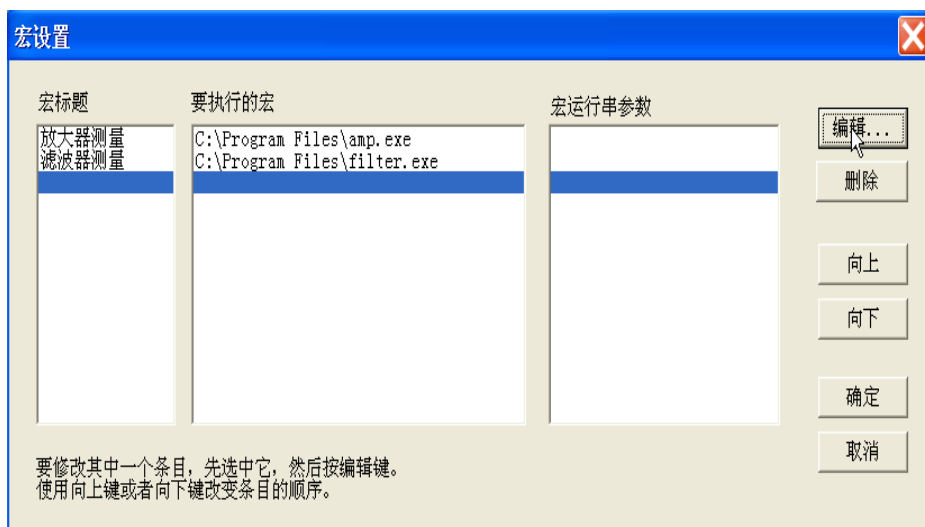 宏设置
宏标题
要执行的宏
宏运行串参数
放大器测量
C:\Program Files\amp.exe
滤波器测量
C:\Program Files\filter.exe
编辑...
删除
向上
向下
确定
取消
要修改其中一个条目，先选中它，然后按编辑键。
使用向上键或者向下键改变条目的顺序。